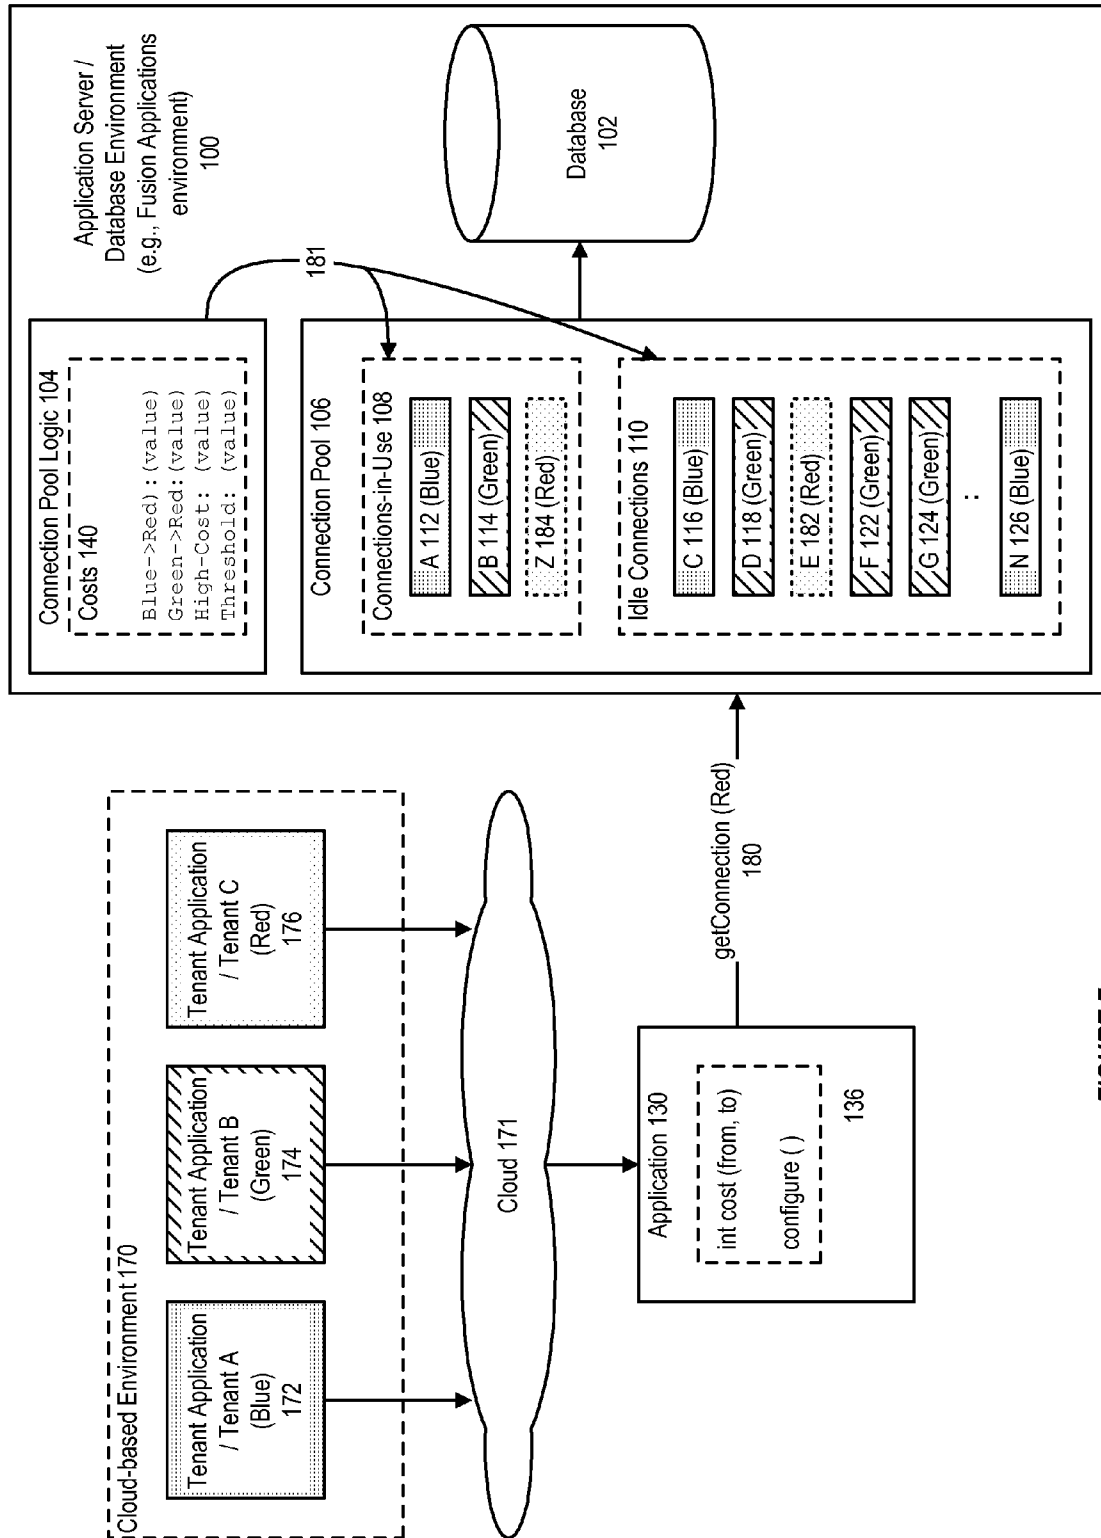 Cloud-based Environment 170
Tenant Application
/ Tenant A
(Blue)
172
Tenant Application
/ Tenant B
(Green)
174
Tenant Application
/ Tenant C
(Red)
176
Cloud 171
Application 130
int cost (from, to)
configure ( )
136
getConnection (Red)
180
Connection Pool Logic 104
Costs 140
Blue->Red):(value)
Green->Red:(value)
High-Cost: (value)
Threshold: (value)
Application Server /
Database Environment
(e.g., Fusion Applications
environment)
100
181
Connection Pool 106
Connections-in-Use 108
A 112 (Blue)
B 114 (Green)
Z 184 (Red)
Idle Connections 110
C 116 (Blue)
D 118 (Green)
E 182 (Red)
F 122 (Green)
G 124 (Green)
:
N 126 (Blue)
Database
102